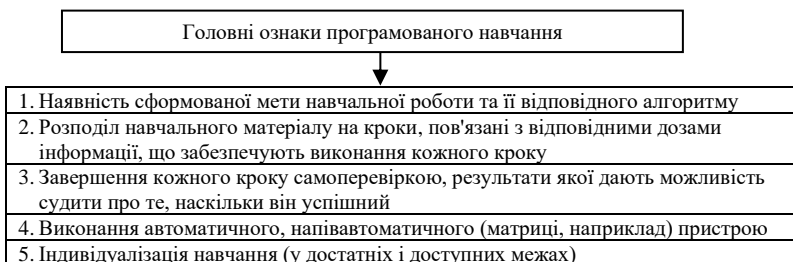 Головні ознаки програмованого навчання
1. Наявність сформованої мети навчальної роботи та її відповідного алгоритму
2. Розподіл навчального матеріалу на кроки, пов'язані з відповідними дозами
інформації, що забезпечують виконання кожного кроку
3. Завершення кожного кроку самоперевіркою, результати якої дають можливість
судити про те, наскільки він успішний
4. Виконання автоматичного, напівавтоматичного (матриці, наприклад) пристрою
5. Індивідуалізація навчання (у достатніх і доступних межах)